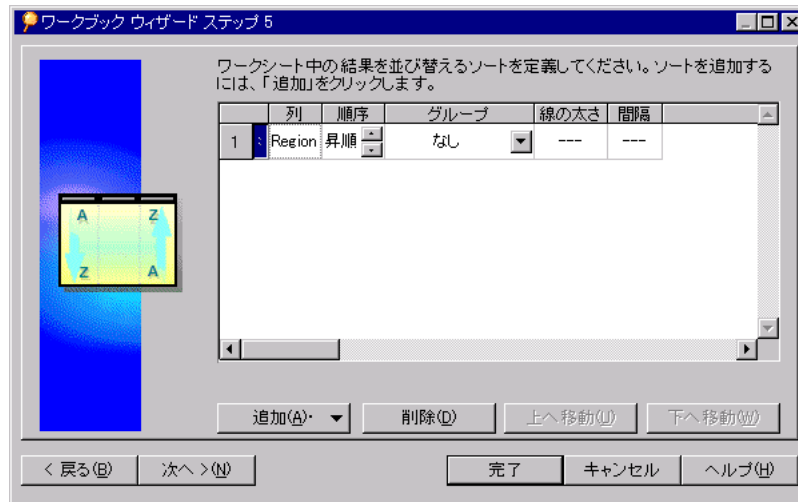 ワークブック ウィザード ステップ 5
ワークシート中の結果を並び替えるソートを定義してください。ソートを追加する
には、「追加」をクリックします。
列 順序 グループ 線の太さ 間隔
1 Region 昇順 なし --- ---
A Z
Z A
追加(A)・ 削除(D) 上へ移動(U) 下へ移動(W)
< 戻る(B) 次へ >(N) 完了 キャンセル ヘルプ(H)